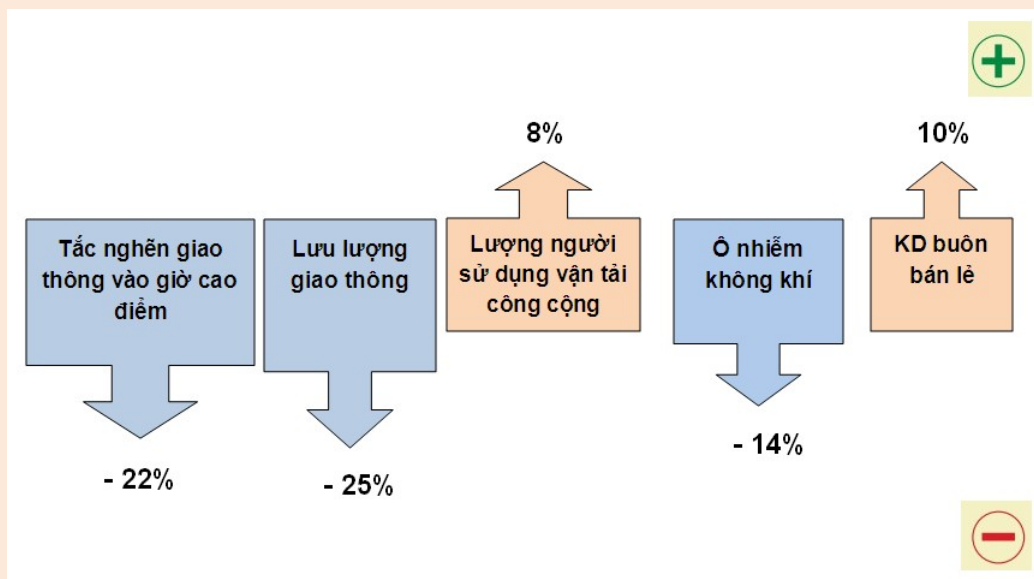 8%
10%
Tắc nghẽn giao
thông vào giờ cao
điểm
Lưu lượng
giao thông
Lượng người
sử dụng vận tải
công cộng
Ô nhiễm
không khí
KD buôn
bán lẻ
- 22%
- 25%
- 14%